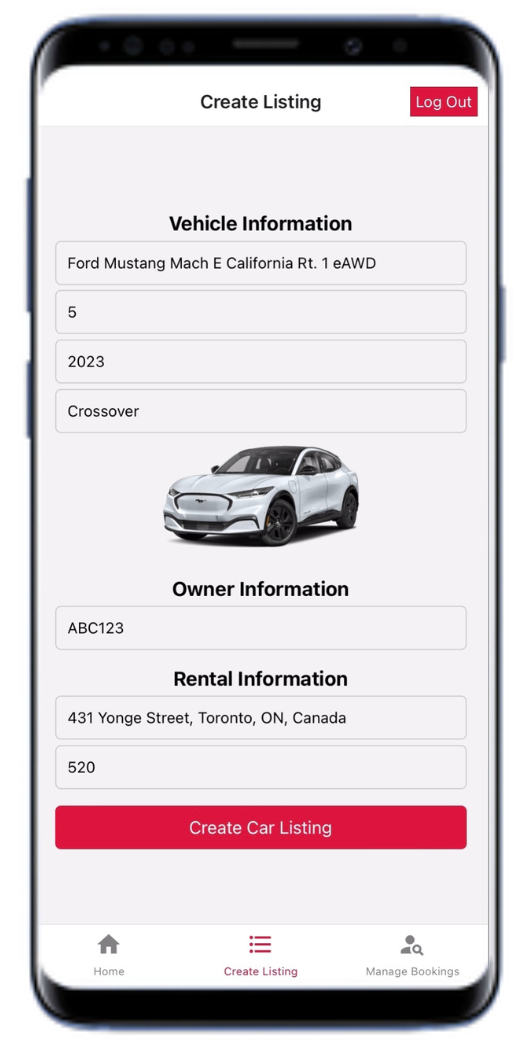 Create Listing
Log Out
Vehicle Information
Ford Mustang Mach E California Rt. 1 eAWD
5
2023
Crossover
Owner Information
ABC123
Rental Information
431 Yonge Street, Toronto, ON, Canada
520
Create Car Listing
Home
Create Listing
Manage Bookings